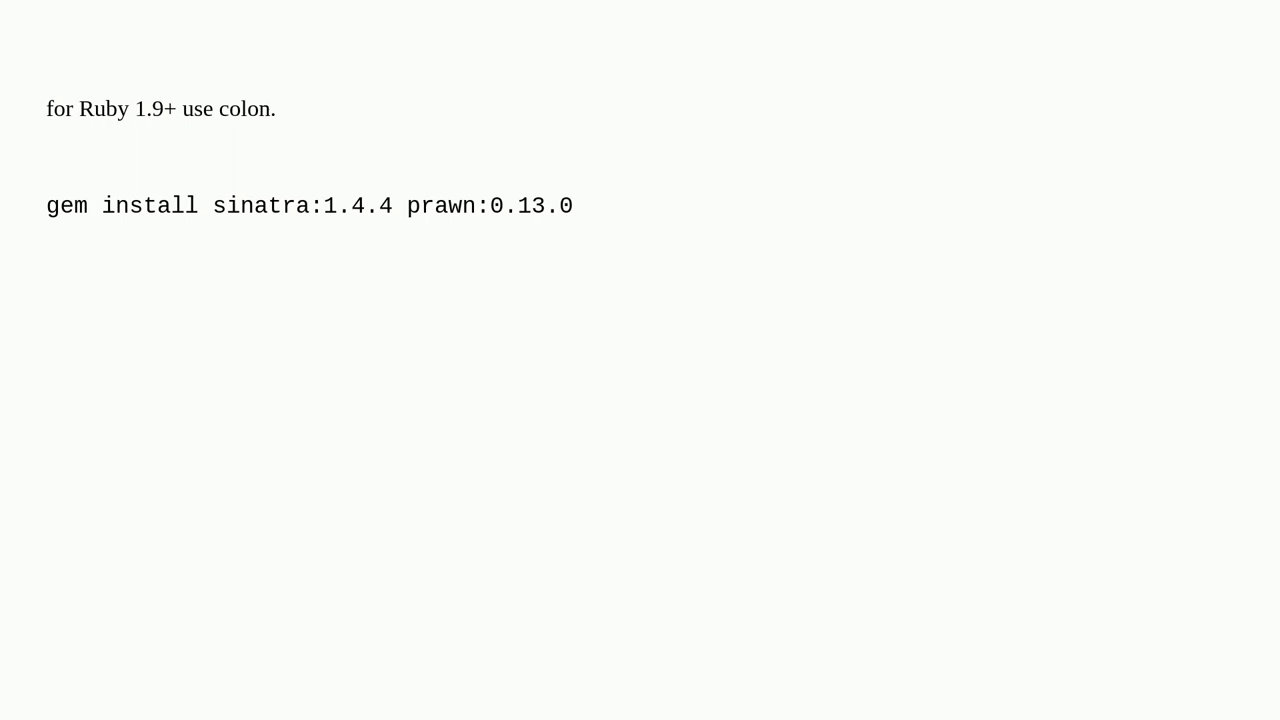 for Ruby 1.9+ use colon.
gem install sinatra:1.4.4 prawn:0.13.0